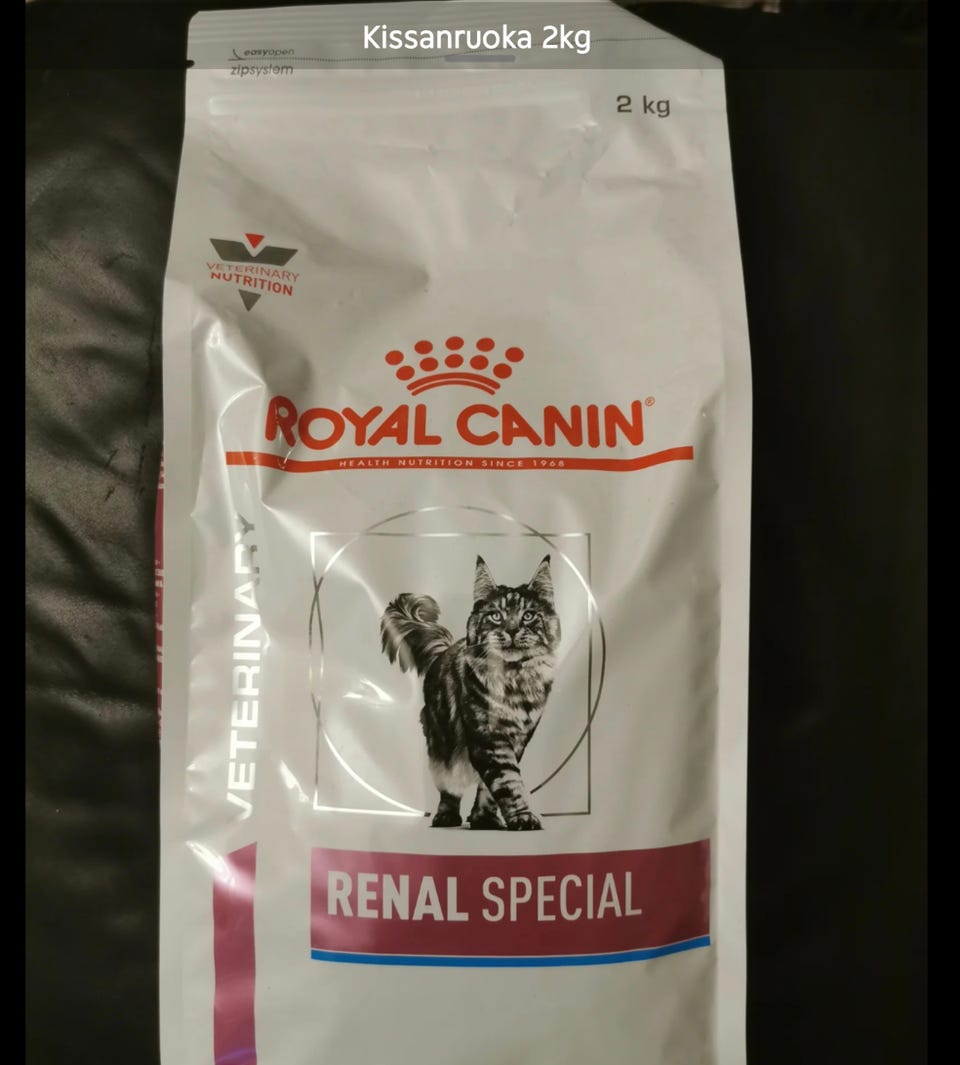 Kissanruoka 2kg
easyopen
zipsystem
2 kg
VETERINARY
NUTRITION
ROYAL CANIN®
HEALTH NUTRITION SINCE 1968
VETERINARY
RENAL SPECIAL